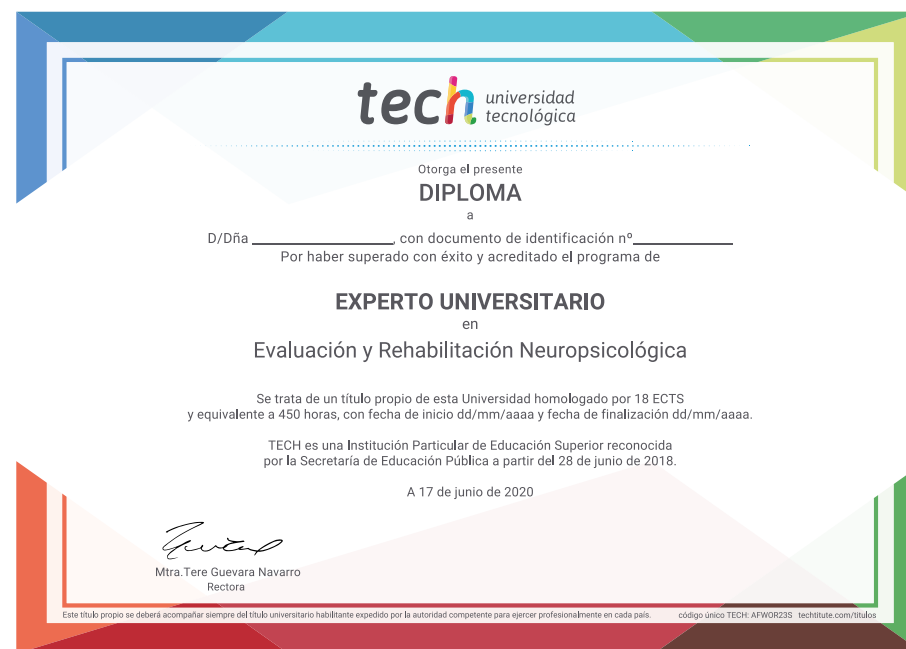 tech universidad
tecnológica
Otorga el presente
DIPLOMA
a
D/Dña ____________________, con documento de identificación nº______________
Por haber superado con éxito y acreditado el programa de
EXPERTO UNIVERSITARIO
en
Evaluación y Rehabilitación Neuropsicológica
Se trata de un título propio de esta Universidad homologado por 18 ECTS
y equivalente a 450 horas, con fecha de inicio dd/mm/aaaa y fecha de finalización dd/mm/aaaa.
TECH es una Institución Particular de Educación Superior reconocida
por la Secretaría de Educación Pública a partir del 28 de junio de 2018.
A 17 de junio de 2020
Mtra.Tere Guevara Navarro
Rectora
Este título propio se deberá acompañar siempre del título universitario habilitante expedido por la autoridad competente para ejercer profesionalmente en cada país. código único TECH: AFWOR23S techtitute.com/titulos